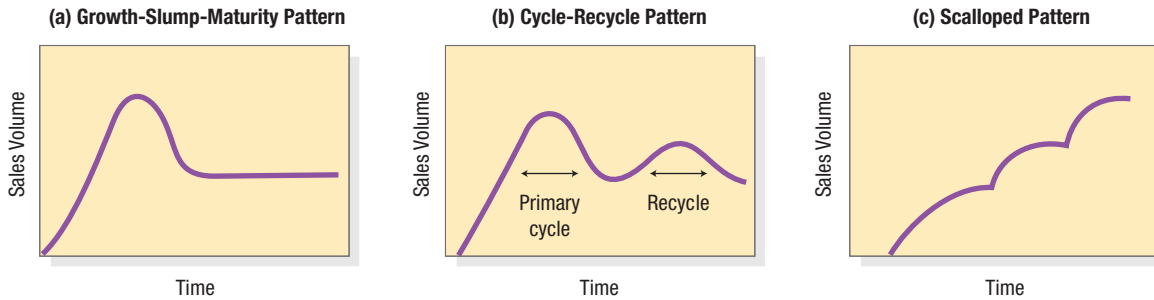 (a) Growth-Slump-Maturity Pattern
Sales Volume
Time
(b) Cycle-Recycle Pattern
Sales Volume
Primary
cycle
Recycle
Time
(c) Scalloped Pattern
Sales Volume
Time